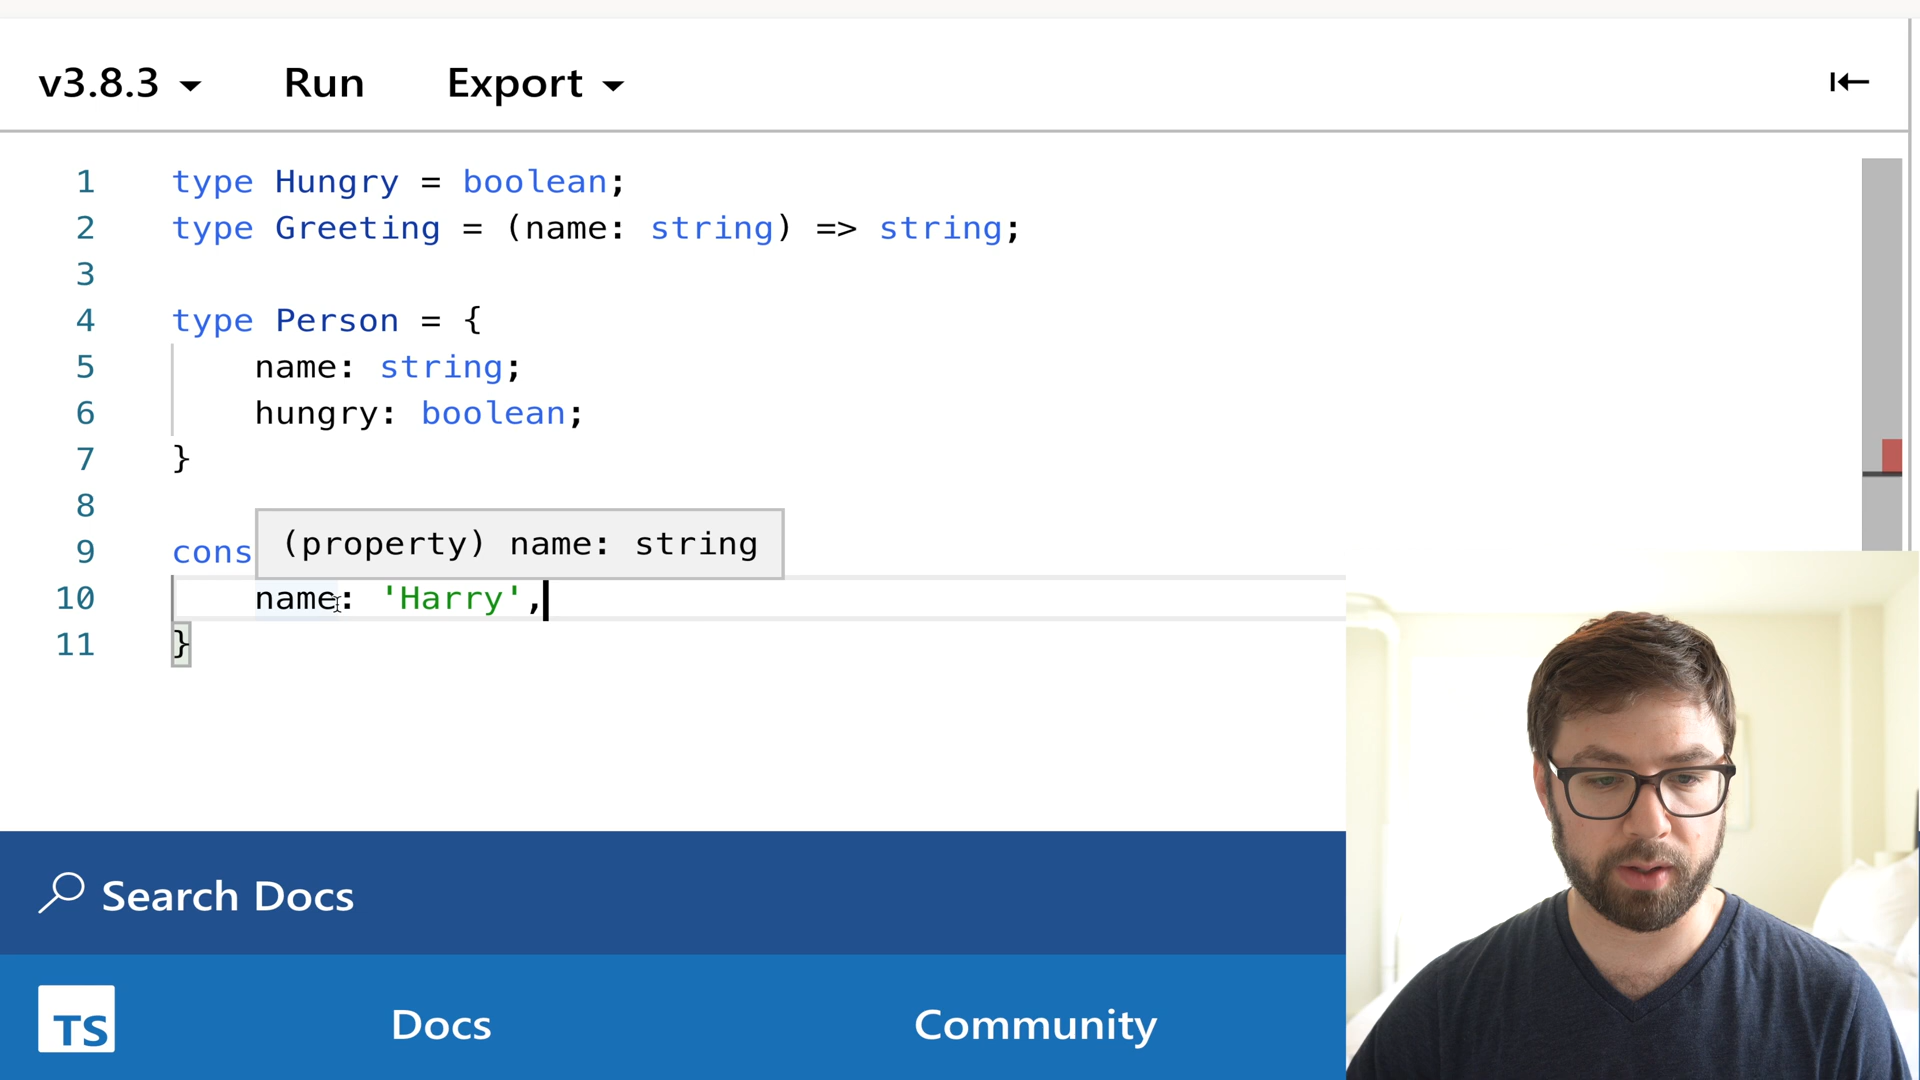 v3.8.3 Run Export
1 type Hungry = boolean;
2 type Greeting = (name: string) => string;
3
4 type Person = {
5 name: string;
6 hungry: boolean;
7 }
8
(property) name: string
9 cons
10 name: 'Harry',
11 }
Search Docs
TS Docs Community